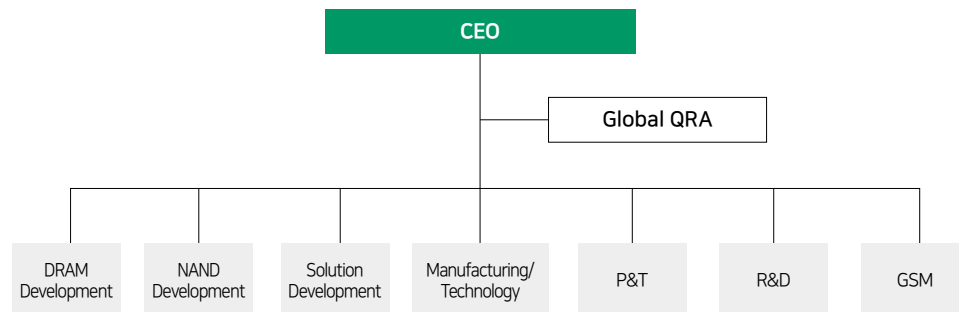 CEO
Global QRA
DRAM
Development
NAND
Development
Solution
Development
Manufacturing/
Technology
P&T
R&D
GSM